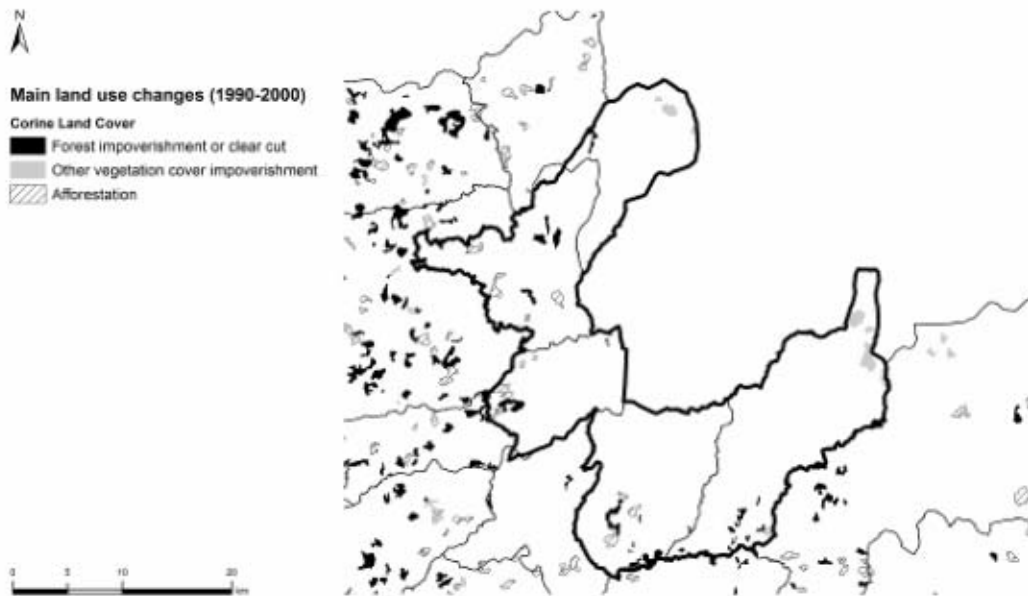 N
Main land use changes (1990-2000)
Corine Land Cover
Forest impoverishment or clear cut
Other vegetation cover impoverishment
Afforestation
0 5 10 20
km